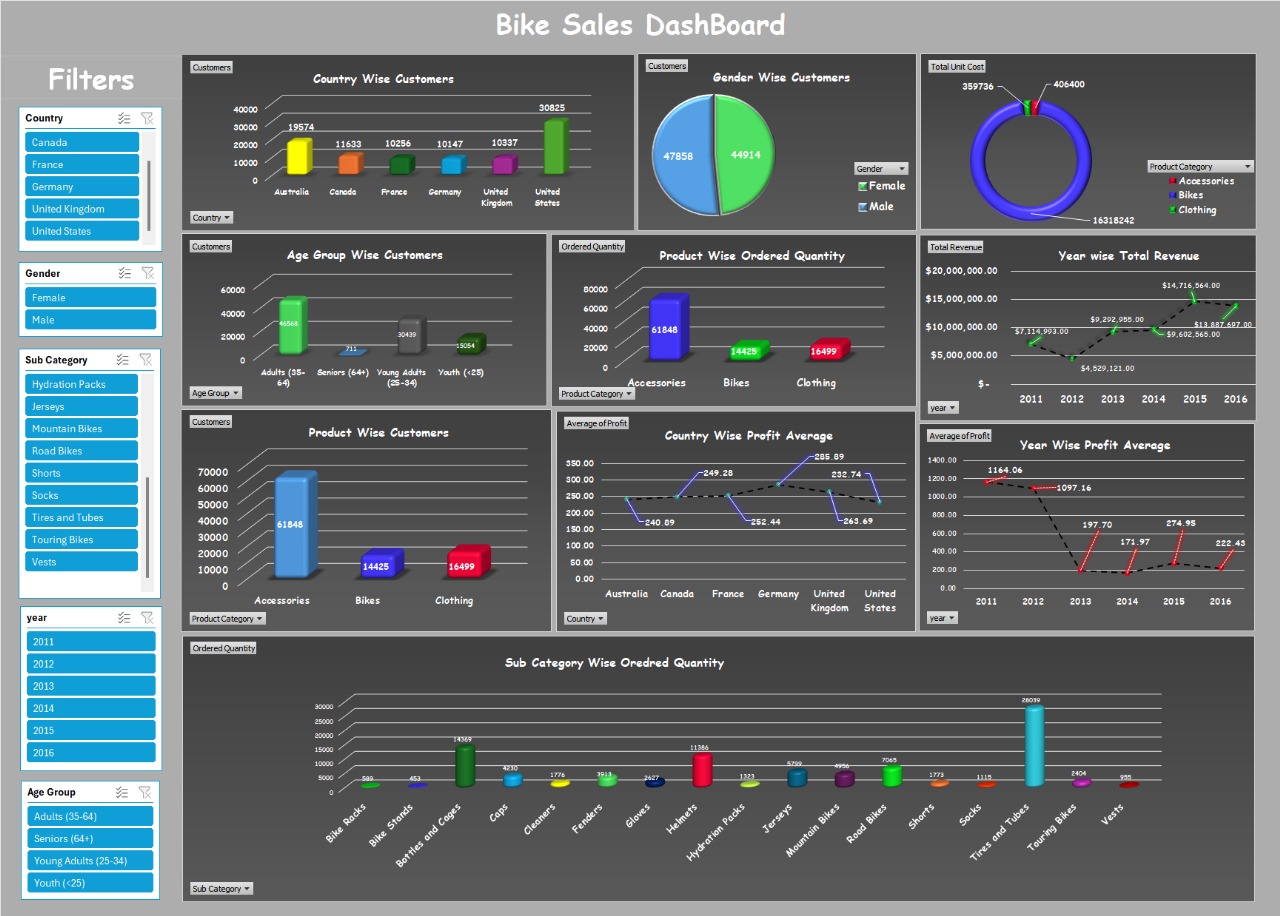 Bike Sales DashBoard
Filters
Country
Canada
France
Germany
United Kingdom
United States
Gender
Female
Male
Sub Category
Hydration Packs
Jerseys
Mountain Bikes
Road Bikes
Shorts
Socks
Tires and Tubes
Touring Bikes
Vests
year
2011
2012
2013
2014
2015
2016
Age Group
Adults (35-64)
Seniors (64+)
Young Adults (25-34)
Youth (<25)
Customers
Country Wise Customers
40000
30000
20000
10000
0
19574
11633
10256
10147
10337
30825
Australia
Canada
France
Germany
United
Kingdom
United
States
Country
Customers
Gender Wise Customers
47858
44914
Gender
Female
Male
Total Unit Cost
359736
406400
16318242
Product Category
Accessories
Bikes
Clothing
Customers
Age Group Wise Customers
60000
40000
20000
0
46568
711
30439
15054
Adults (35-
64)
Seniors (64+)
Young Adults
(25-34)
Youth (<25)
Age Group
Ordered Quantity
Product Wise Ordered Quantity
80000
60000
40000
20000
0
61848
14425
16499
Accessories
Bikes
Clothing
Product Category
Total Revenue
Year wise Total Revenue
$20,000,000.00
$15,000,000.00
$10,000,000.00
$5,000,000.00
$-
$7,114,993.00
$4,529,121.00
$9,292,955.00
$9,602,565.00
$14,716,564.00
$13,887,697.00
2011
2012
2013
2014
2015
2016
year
Customers
Product Wise Customers
70000
60000
50000
40000
30000
20000
10000
0
61848
14425
16499
Accessories
Bikes
Clothing
Product Category
Average of Profit
Country Wise Profit Average
350.00
300.00
250.00
200.00
150.00
100.00
50.00
0.00
240.89
249.28
252.44
285.89
263.69
232.74
Australia
Canada
France
Germany
United
Kingdom
United
States
Country
Average of Profit
Year Wise Profit Average
1400.00
1200.00
1000.00
800.00
600.00
400.00
200.00
0.00
1164.06
1097.16
197.70
171.97
274.95
222.43
2011
2012
2013
2014
2015
2016
year
Ordered Quantity
Sub Category Wise Oredred Quantity
30000
25000
20000
15000
10000
5000
0
589
453
14369
4230
1776
3913
2627
11386
1323
5799
4956
7065
1773
1115
28039
2404
955
Bike Racks
Bike Stands
Bottles and Cages
Caps
Cleaners
Fenders
Gloves
Helmets
Hydration Packs
Jerseys
Mountain Bikes
Road Bikes
Shorts
Socks
Tires and Tubes
Touring Bikes
Vests
Sub Category